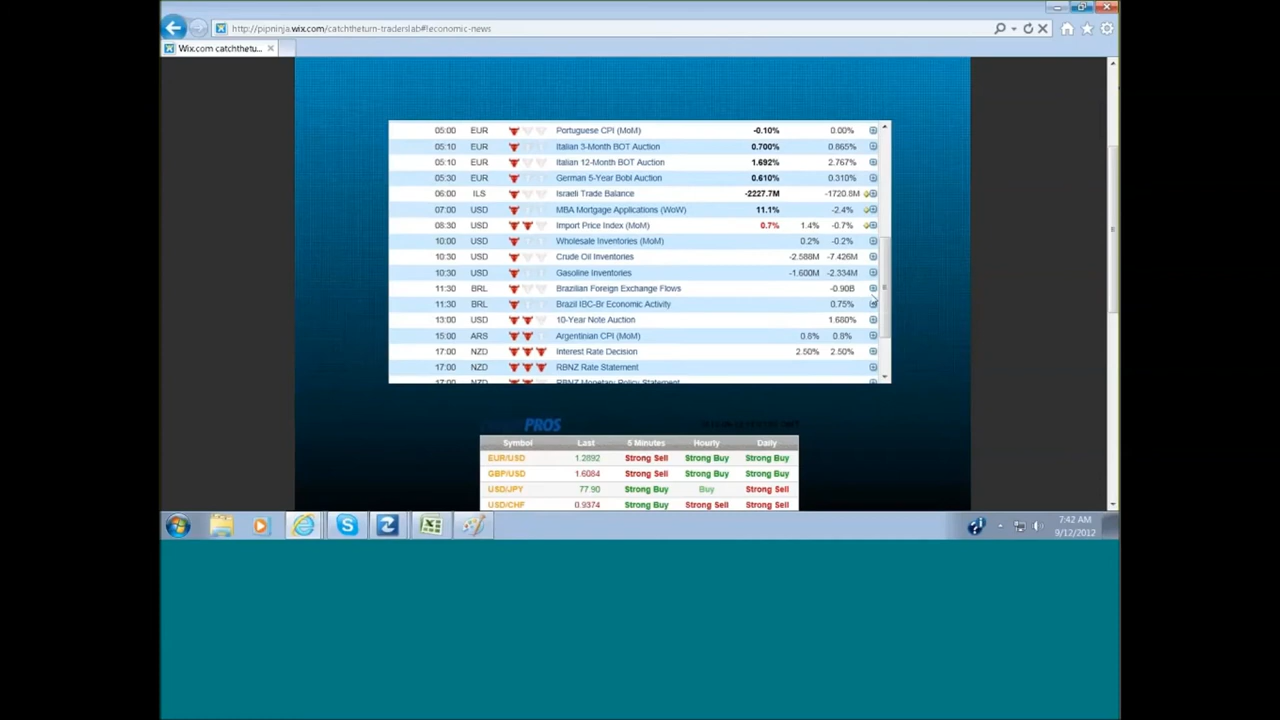 http://pipninja.wix.com/catchtheturn-traderslab#!economic-news
Wix.com catchthetu...
05:00 EUR Portuguese CPI (MoM) -0.10% 0.00%
05:10 EUR Italian 3-Month BOT Auction 0.700% 0.865%
05:10 EUR Italian 12-Month BOT Auction 1.692% 2.767%
05:30 EUR German 5-Year Bobl Auction 0.610% 0.310%
06:00 ILS Israeli Trade Balance -2227.7M -1720.8M
07:00 USD MBA Mortgage Applications (WoW) 11.1% -2.4%
08:30 USD Import Price Index (MoM) 0.7% 1.4% -0.7%
10:00 USD Wholesale Inventories (MoM) 0.2% -0.2%
10:30 USD Crude Oil Inventories -2.588M -7.426M
10:30 USD Gasoline Inventories -1.600M -2.334M
11:30 BRL Brazilian Foreign Exchange Flows -0.90B
11:30 BRL Brazil IBC-Br Economic Activity 0.75%
13:00 USD 10-Year Note Auction 1.680%
15:00 ARS Argentinian CPI (MoM) 0.8% 0.8%
17:00 NZD Interest Rate Decision 2.50% 2.50%
17:00 NZD RBNZ Rate Statement
17:00 NZD RBNZ Monetary Policy Statement
PROS
Symbol Last 5 Minutes Hourly Daily
EUR/USD 1.2892 Strong Sell Strong Buy Strong Buy
GBP/USD 1.6084 Strong Sell Strong Buy Strong Buy
USD/JPY 77.90 Strong Buy Buy Strong Sell
USD/CHF 0.9374 Strong Buy Strong Sell Strong Sell
7:42 AM
9/12/2012